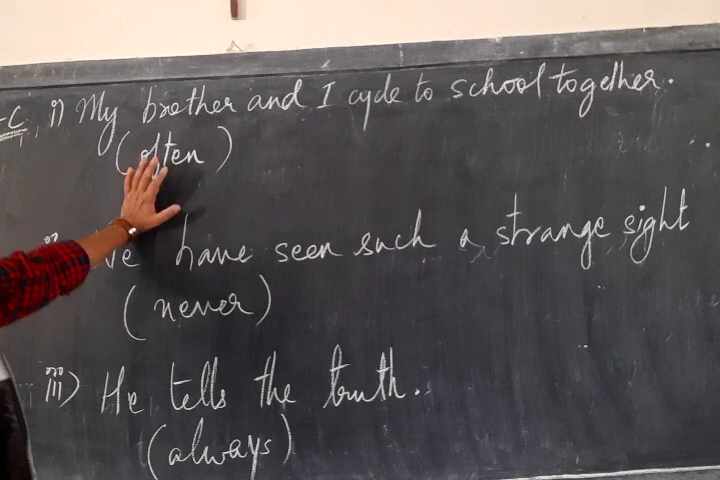 -C i) My brother and I cycle to school together.
(often)
have seen such a strange sight
(never)
iii) He tells the truth.
(always)